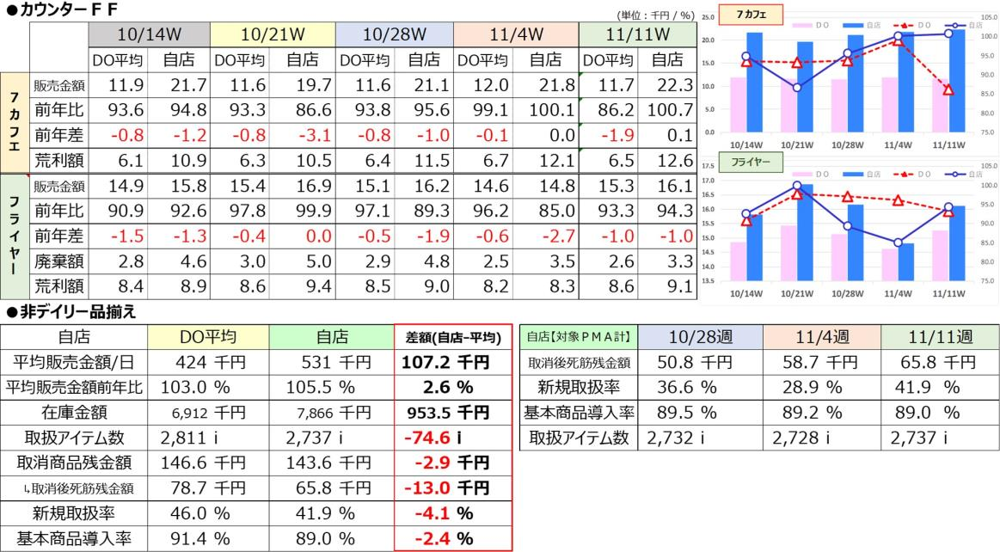 ●カウンターＦＦ
(単位：千円 / %)
10/14W 10/21W 10/28W 11/4W 11/11W
DO平均 自店 DO平均 自店 DO平均 自店 DO平均 自店 DO平均 自店
7カフェ
販売金額 11.9 21.7 11.6 19.7 11.6 21.1 12.0 21.8 11.7 22.3
前年比 93.6 94.8 93.3 86.6 93.8 95.6 99.1 100.1 86.2 100.7
前年差 -0.8 -1.2 -0.8 -3.1 -0.8 -1.0 -0.1 0.0 -1.9 0.1
荒利額 6.1 10.9 6.3 10.5 6.4 11.5 6.7 12.1 6.5 12.6
フライヤー
販売金額 14.9 15.8 15.4 16.9 15.1 16.2 14.6 14.8 15.3 16.1
前年比 90.9 92.6 97.8 99.9 97.1 89.3 96.2 85.0 93.3 94.3
前年差 -1.5 -1.3 -0.4 0.0 -0.5 -1.9 -0.6 -2.7 -1.0 -1.0
廃棄額 2.8 4.6 3.0 5.0 2.9 4.8 2.5 3.5 2.6 3.3
荒利額 8.4 8.9 8.6 9.4 8.5 9.0 8.2 8.3 8.6 9.1
7カフェ
ＤＯ 自店 ＤＯ 自店
25.0 105.0
20.0 100.0
15.0 95.0
10.0 90.0
5.0 85.0
0.0 80.0
75.0
10/14W 10/21W 10/28W 11/4W 11/11W
フライヤー
ＤＯ 自店 ＤＯ 自店
17.5 105.0
17.0 100.0
16.5 95.0
16.0 90.0
15.5 85.0
15.0 80.0
14.5 75.0
14.0
13.5
10/14W 10/21W 10/28W 11/4W 11/11W
●非デイリー品揃え
自店 DO平均 自店 差額(自店-平均)
平均販売金額/日 424 千円 531 千円 107.2 千円
平均販売金額前年比 103.0 % 105.5 % 2.6 %
在庫金額 6,912 千円 7,866 千円 953.5 千円
取扱アイテム数 2,811 i 2,737 i -74.6 i
取消商品残金額 146.6 千円 143.6 千円 -2.9 千円
↳取消後死筋残金額 78.7 千円 65.8 千円 -13.0 千円
新規取扱率 46.0 % 41.9 % -4.1 %
基本商品導入率 91.4 % 89.0 % -2.4 %
自店【対象ＰＭＡ計】 10/28週 11/4週 11/11週
取消後死筋残金額 50.8 千円 58.7 千円 65.8 千円
新規取扱率 36.6 % 28.9 % 41.9 %
基本商品導入率 89.5 % 89.2 % 89.0 %
取扱アイテム数 2,732 i 2,728 i 2,737 i